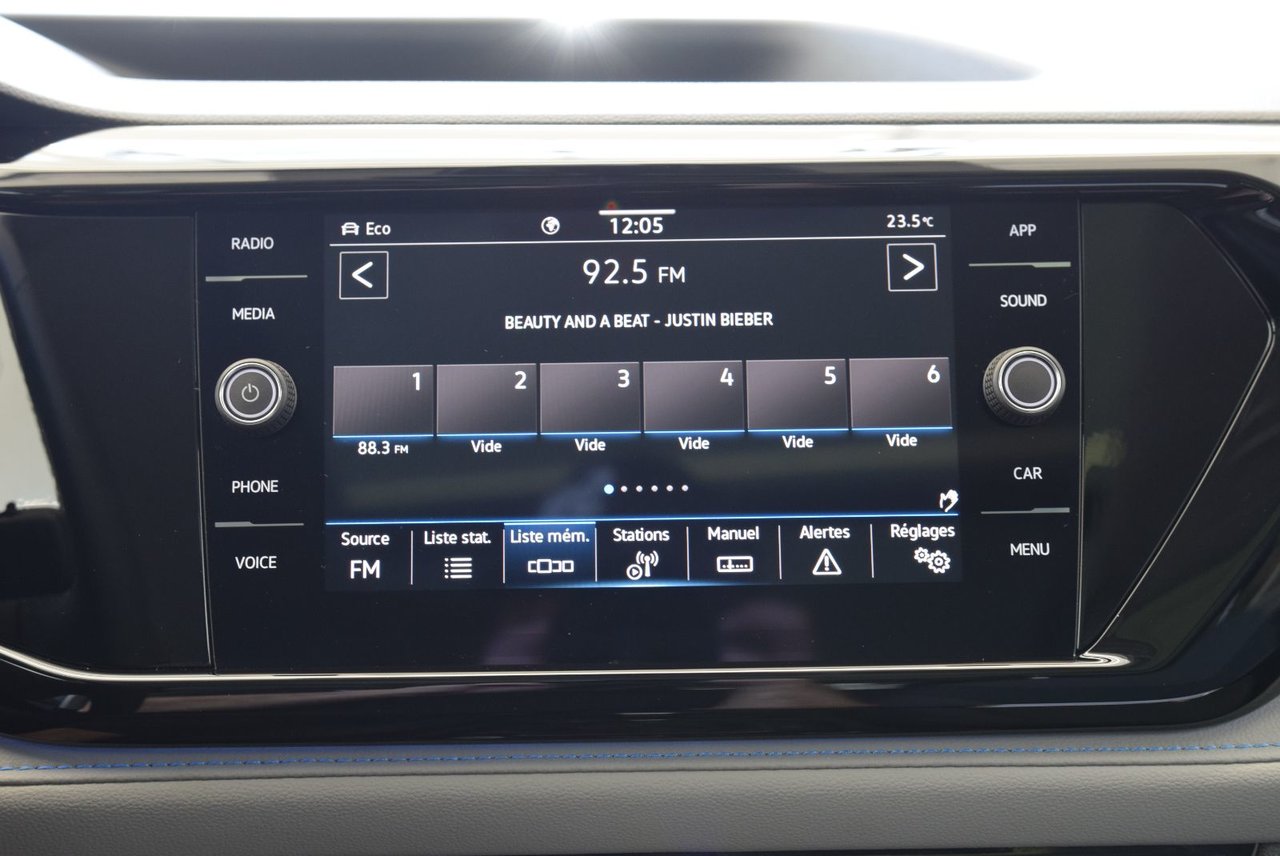 RADIO
MEDIA
PHONE
VOICE
Eco
12:05
23.5°C
<
92.5 FM
>
BEAUTY AND A BEAT - JUSTIN BIEBER
1 2 3 4 5 6
88.3 FM Vide Vide Vide Vide Vide
Source Liste stat. Liste mém. Stations Manuel Alertes Réglages
FM
APP
SOUND
CAR
MENU